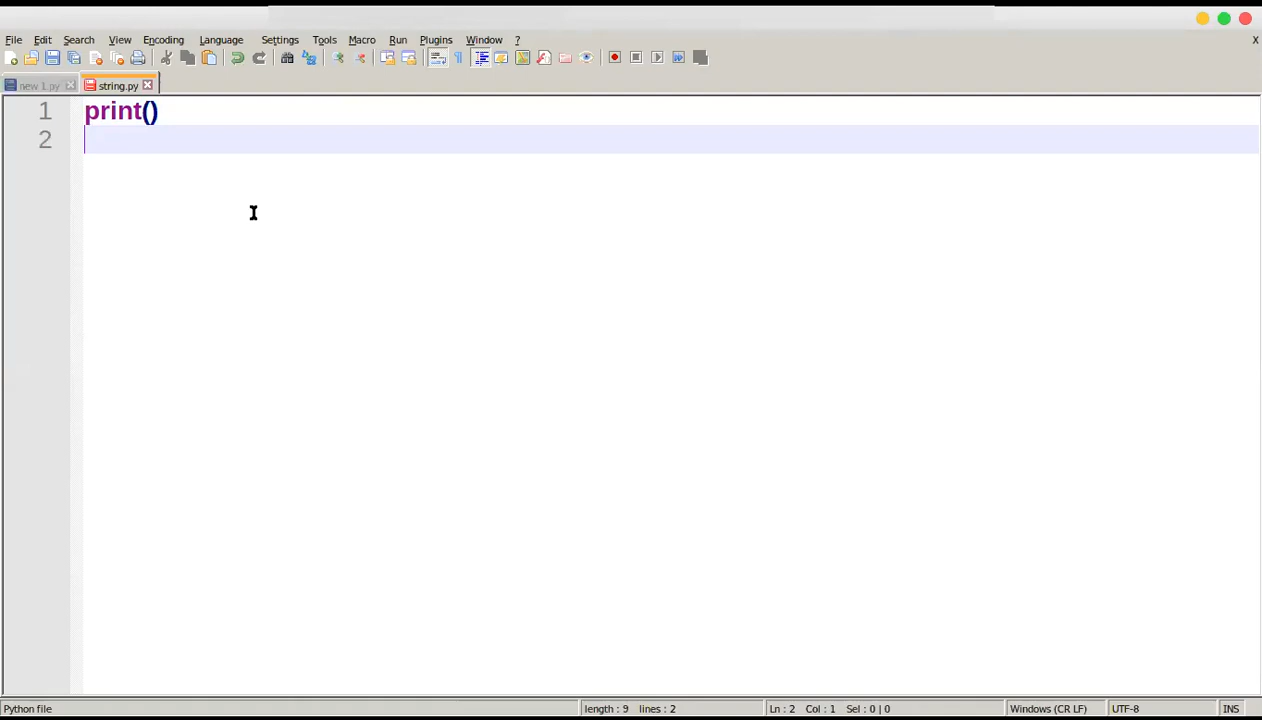 File Edit Search View Encoding Language Settings Tools Macro Run Plugins Window ? X
new 1.py string.py
1 print()
2
Python file length : 9 lines : 2 Ln : 2 Col : 1 Sel : 0 | 0 Windows (CR LF) UTF-8 INS